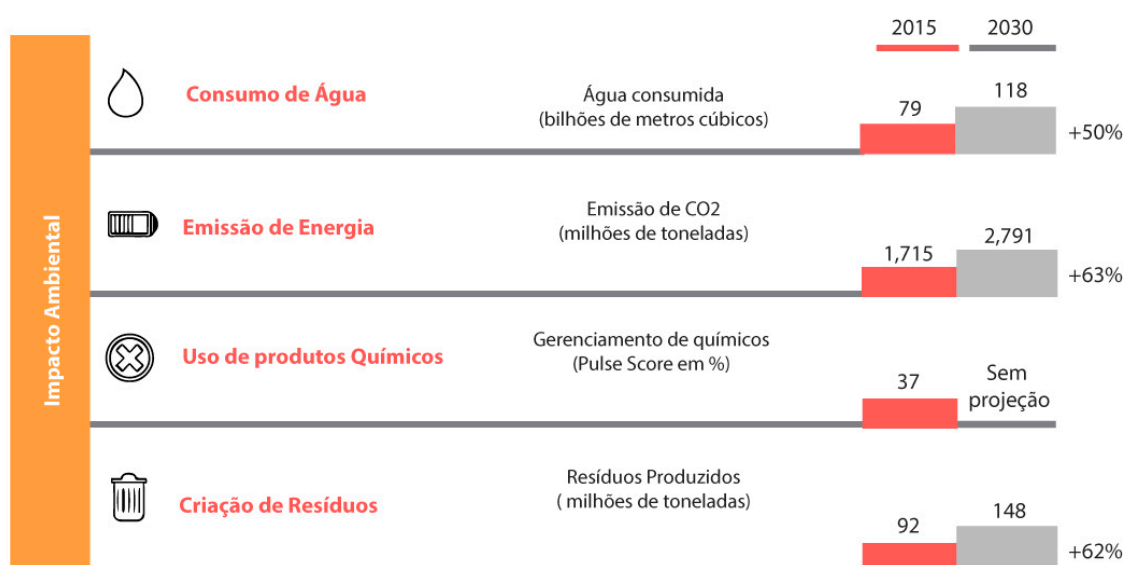 2015 2030
Impacto Ambiental
Consumo de Água
Água consumida
(bilhões de metros cúbicos)
79
118
+50%
Emissão de Energia
Emissão de CO2
(milhões de toneladas)
1,715
2,791
+63%
Uso de produtos Químicos
Gerenciamento de químicos
(Pulse Score em %)
37
Sem
projeção
Criação de Resíduos
Resíduos Produzidos
( milhões de toneladas)
92
148
+62%